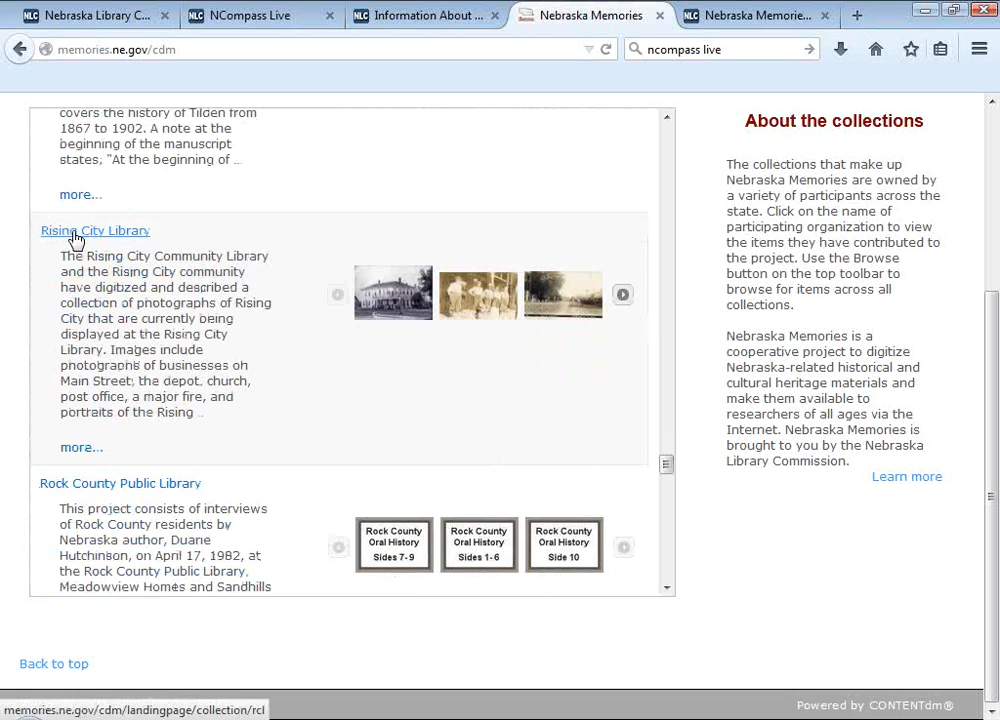 Nebraska Library C... × NCompass Live × Information About ... × Nebraska Memories × Nebraska Memorie... × +
memories.ne.gov/cdm
ncompass live
covers the history of Tilden from
1867 to 1902. A note at the
beginning of the manuscript
states, "At the beginning of ...
more...
Rising City Library
The Rising City Community Library
and the Rising City community
have digitized and described a
collection of photographs of Rising
City that are currently being
displayed at the Rising City
Library. Images include
photographs of businesses on
Main Street, the depot, church,
post office, a major fire, and
portraits of the Rising ..
more...
Rock County Public Library
This project consists of interviews
of Rock County residents by
Nebraska author, Duane
Hutchinson, on April 17, 1982, at
the Rock County Public Library,
Meadowview Homes and Sandhills
Rock County
Oral History
Sides 7-9
Rock County
Oral History
Sides 1-6
Rock County
Oral History
Side 10
About the collections
The collections that make up
Nebraska Memories are owned by
a variety of participants across the
state. Click on the name of
participating organization to view
the items they have contributed to
the project. Use the Browse
button on the top toolbar to
browse for items across all
collections.
Nebraska Memories is a
cooperative project to digitize
Nebraska-related historical and
cultural heritage materials and
make them available to
researchers of all ages via the
Internet. Nebraska Memories is
brought to you by the Nebraska
Library Commission.
Learn more
Back to top
memories.ne.gov/cdm/landingpage/collection/rcl
Powered by CONTENTdm®